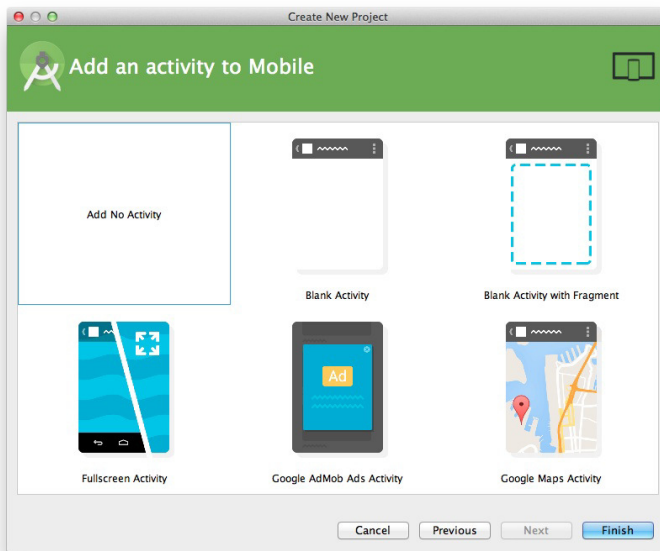 Create New Project
Add an activity to Mobile
Add No Activity
Blank Activity
Blank Activity with Fragment
Ad
Fullscreen Activity
Google AdMob Ads Activity
Google Maps Activity
Cancel
Previous
Next
Finish